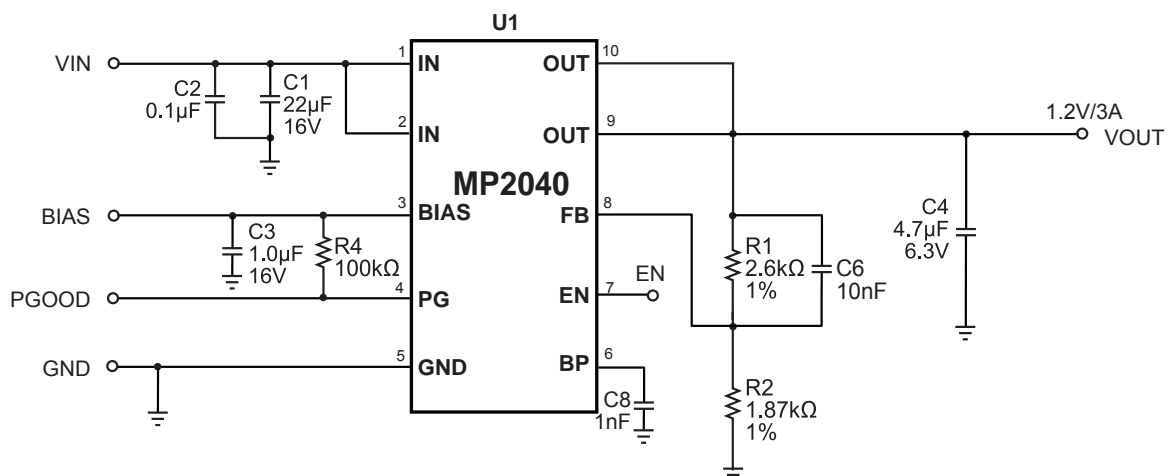 U1
VIN
C2
0.1µF
C1
22µF
16V
1
IN
2
IN
MP2040
OUT
10
OUT
9
1.2V/3A
VOUT
BIAS
C3
1.0µF
16V
R4
100kΩ
3
BIAS
FB
8
R1
2.6kΩ
1%
C6
10nF
C4
4.7µF
6.3V
PGOOD
4
PG
EN
7
EN
GND
5
GND
BP
6
C8
1nF
R2
1.87kΩ
1%